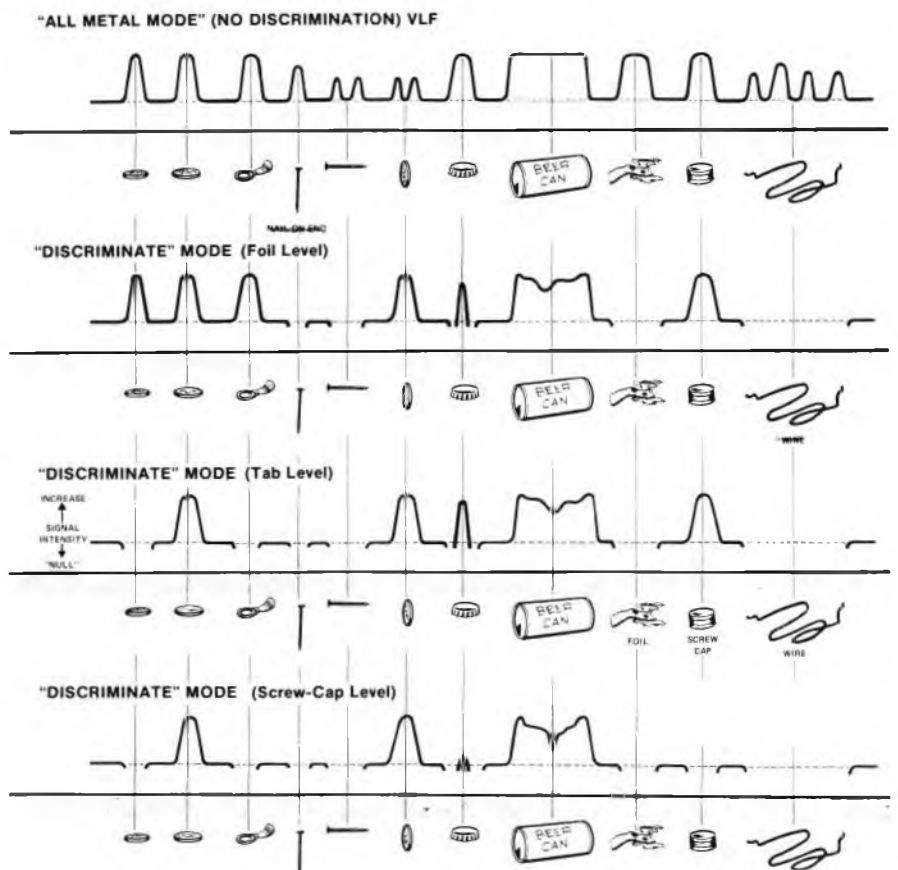 "ALL METAL MODE" (NO DISCRIMINATION) VLF
BEER
CAN
NAIL ON END
"DISCRIMINATE" MODE (Foil Level)
BEER
CAN
WIRE
"DISCRIMINATE" MODE (Tab Level)
INCREASE
SIGNAL
INTENSITY
"NULL"
BEER
CAN
FOIL
SCREW
CAP
WIRE
"DISCRIMINATE" MODE (Screw-Cap Level)
BEER
CAN